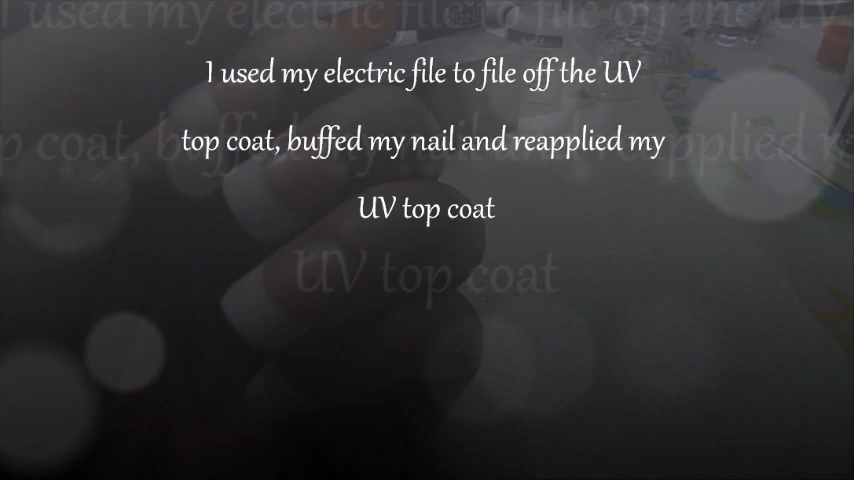 I used my electric file to file off the UV
top coat, buffed my nail and reapplied my
UV top coat